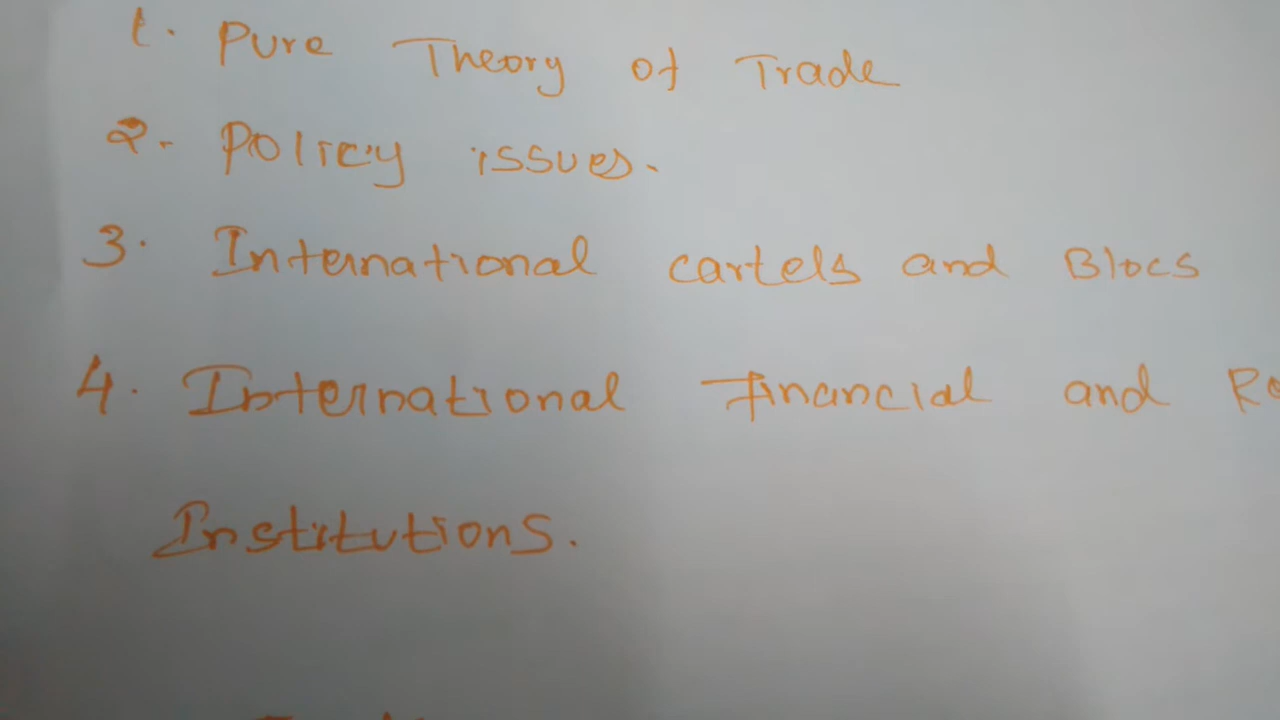 1. Pure Theory of Trade
2. Policy issues.
3. International cartels and Blocs
4. International Financial and
Institutions.